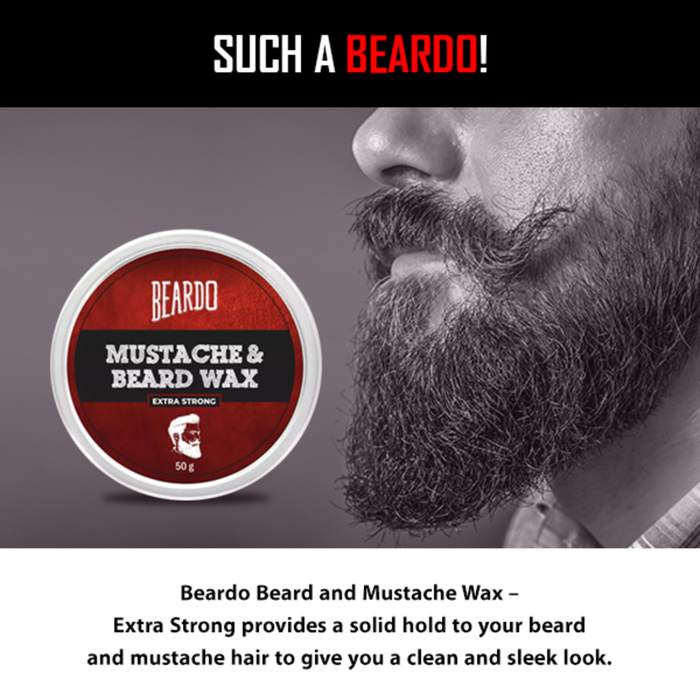 SUCH A BEARDO!
BEARDO
MUSTACHE &
BEARD WAX
EXTRA STRONG
50 g
Beardo Beard and Mustache Wax –
Extra Strong provides a solid hold to your beard
and mustache hair to give you a clean and sleek look.